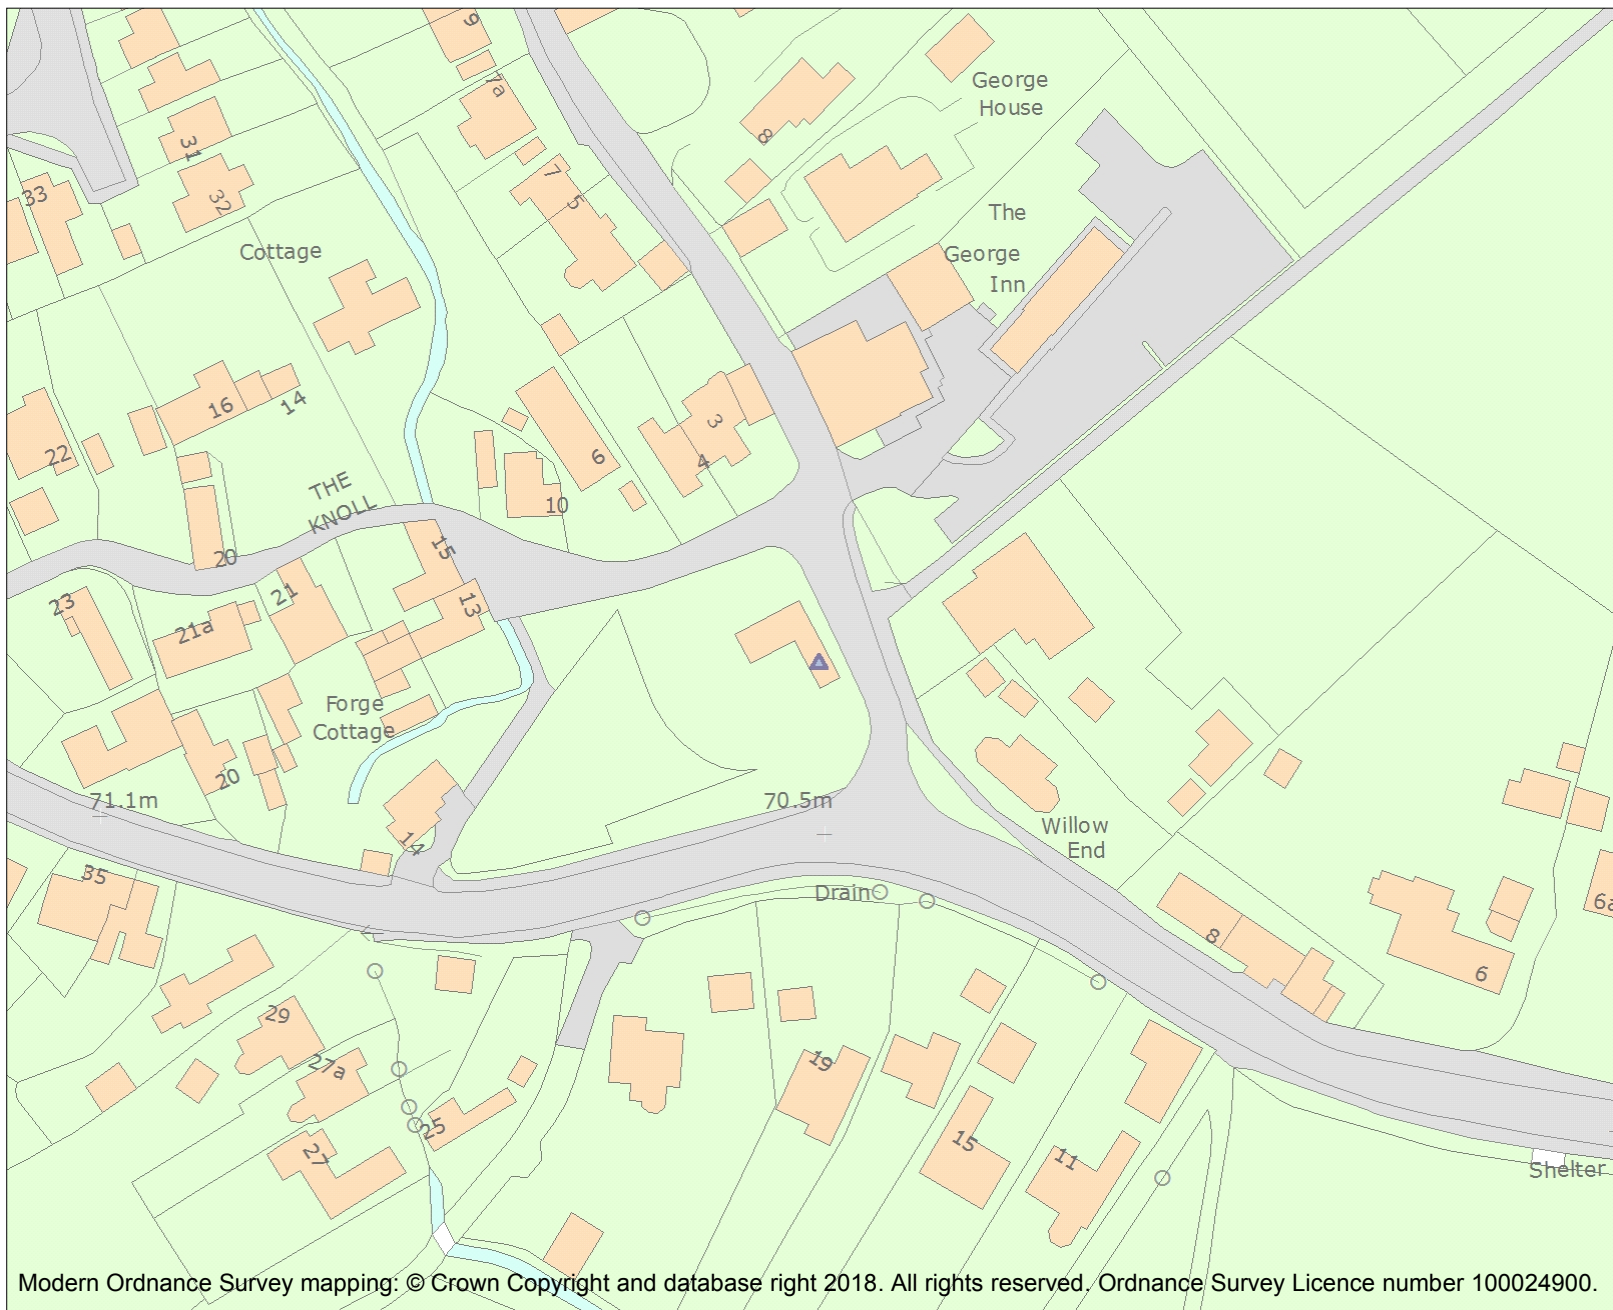 9
7a
George
House
8
31
33
32
7
5
The
Cottage
George
Inn
16
14
3
22
6
4
THE
KNOLL
10
20
15
23
21
13
21a
Forge
Cottage
20
71.1m
70.5m
14
Willow
End
35
Drain
6a
8
6
29
27a
19
25
27
15
11
Shelter
Modern Ordnance Survey mapping: © Crown Copyright and database right 2018. All rights reserved. Ordnance Survey Licence number 100024900.